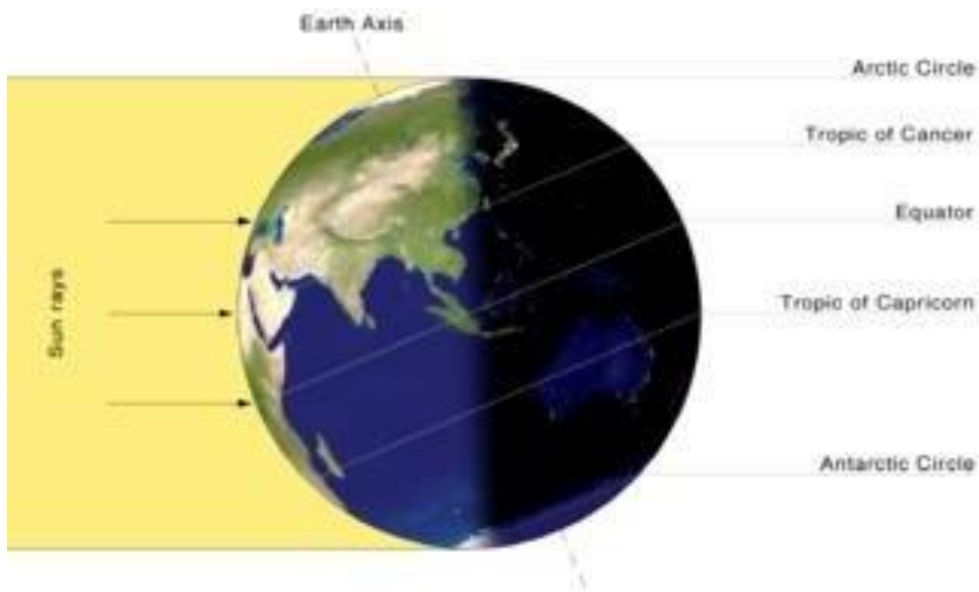 Earth Axis
Arctic Circle
Tropic of Cancer
Equator
Tropic of Capricorn
Sun rays
Antarctic Circle